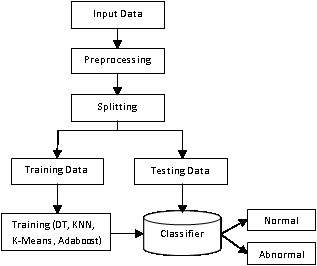 Input Data
Preprocessing
Splitting
Training Data
Testing Data
Training (DT, KNN,
K-Means, Adaboost)
Classifier
Normal
Abnormal